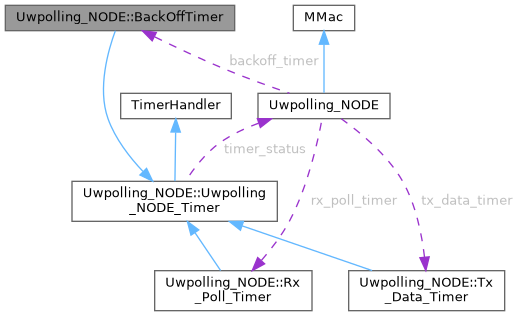 Uwpolling_NODE::BackOffTimer
MMac
backoff_timer
TimerHandler
Uwpolling_NODE
timer_status
Uwpolling_NODE::Uwpolling
_NODE_Timer
rx_poll_timer
tx_data_timer
Uwpolling_NODE::Rx
_Poll_Timer
Uwpolling_NODE::Tx
_Data_Timer